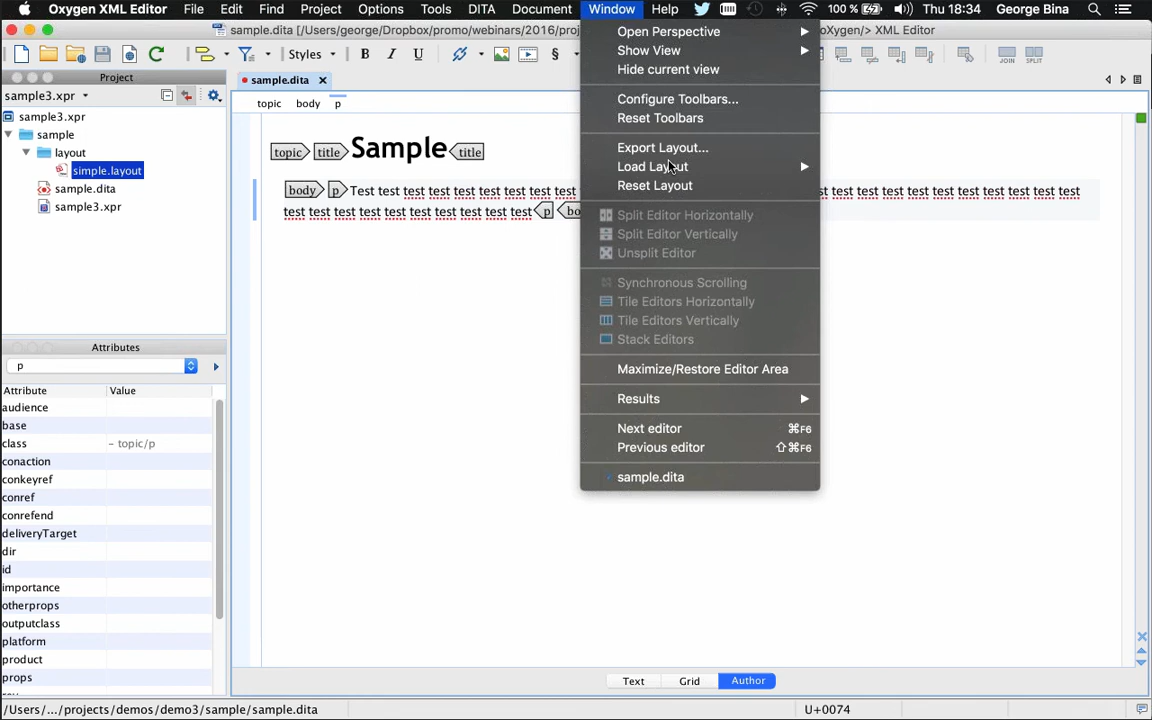 Oxygen XML Editor File Edit Find Project Options Tools DITA Document Window Help 100% Thu 18:34 George Bina
sample.dita [/Users/george/Dropbox/promo/webinars/2016/proj oXygen/> XML Editor
Styles B I U § JOIN SPLIT
Project
sample3.xpr
sample3.xpr
sample
layout
simple.layout
sample.dita
sample3.xpr
Attributes
p
Attribute Value
audience
base
class - topic/p
conaction
conkeyref
conref
conrefend
deliveryTarget
dir
id
importance
otherprops
outputclass
platform
product
props
sample.dita
topic body p
topic title Sample title
body p Test test test test test test test test test st test test test test test test test test test test
test test test test test test test test test test p bo
Open Perspective
Show View
Hide current view
Configure Toolbars...
Reset Toolbars
Export Layout...
Load Layout
Reset Layout
Split Editor Horizontally
Split Editor Vertically
Unsplit Editor
Synchronous Scrolling
Tile Editors Horizontally
Tile Editors Vertically
Stack Editors
Maximize/Restore Editor Area
Results
Next editor ⌘F6
Previous editor ⇧⌘F6
sample.dita
Text Grid Author
/Users/.../projects/demos/demo3/sample/sample.dita U+0074